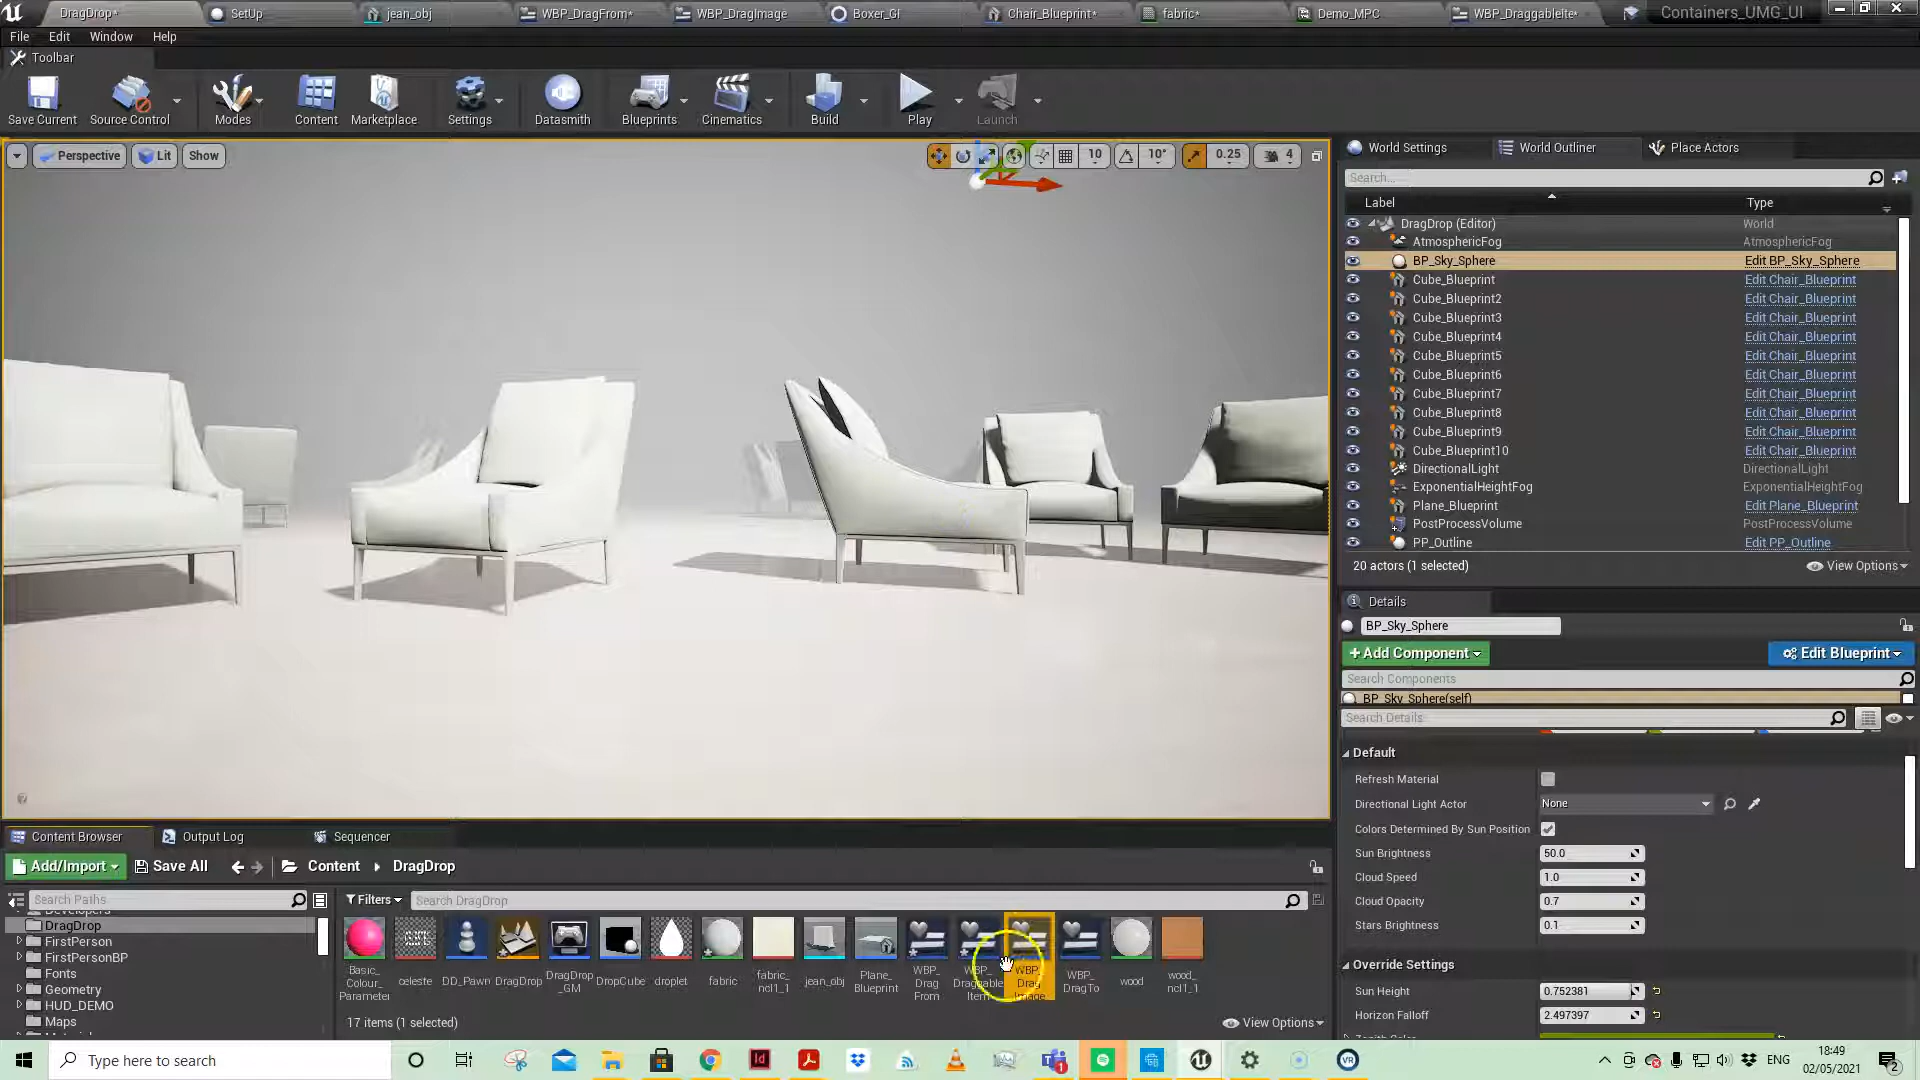 DragDrop*
SetUp
jean_obj
WBP_DragFrom*
WBP_DragImage
Boxer_GI
Chair_Blueprint*
fabric*
Demo_MPC
WBP_DraggableIte*
Containers_UMG_UI
File Edit Window Help
Toolbar
Save Current
Source Control
Modes
Content
Marketplace
Settings
Datasmith
Blueprints
Cinematics
Build
Play
Launch
Perspective Lit Show
10 10° 0.25 4
World Settings
World Outliner
Place Actors
Search...
Label Type
DragDrop (Editor) World
AtmosphericFog AtmosphericFog
BP_Sky_Sphere Edit BP_Sky_Sphere
Cube_Blueprint Edit Chair_Blueprint
Cube_Blueprint2 Edit Chair_Blueprint
Cube_Blueprint3 Edit Chair_Blueprint
Cube_Blueprint4 Edit Chair_Blueprint
Cube_Blueprint5 Edit Chair_Blueprint
Cube_Blueprint6 Edit Chair_Blueprint
Cube_Blueprint7 Edit Chair_Blueprint
Cube_Blueprint8 Edit Chair_Blueprint
Cube_Blueprint9 Edit Chair_Blueprint
Cube_Blueprint10 Edit Chair_Blueprint
DirectionalLight DirectionalLight
ExponentialHeightFog ExponentialHeightFog
Plane_Blueprint Edit Plane_Blueprint
PostProcessVolume PostProcessVolume
PP_Outline Edit PP_Outline
20 actors (1 selected) View Options
Details
BP_Sky_Sphere
+Add Component Edit Blueprint
Search Components
BP_Sky_Sphere(self)
Search Details
Default
Refresh Material
Directional Light Actor None
Colors Determined By Sun Position
Sun Brightness 50.0
Cloud Speed 1.0
Cloud Opacity 0.7
Stars Brightness 0.1
Override Settings
Sun Height 0.752381
Horizon Falloff 2.497397
Content Browser
Output Log
Sequencer
Add/Import Save All Content DragDrop
Search Paths
Filters Search DragDrop
Developers
DragDrop
FirstPerson
FirstPersonBP
Fonts
Geometry
HUD_DEMO
Maps
Basic_
Colour_
Parameter
celeste
DD_Pawn
DragDrop
DragDrop
_GM
DropCube
droplet
fabric
fabric_
ncl1_1
jean_obj
Plane_
Blueprint
WBP_
Drag
From
WBP_
Draggable
Item
WBP_
Drag
Image
WBP_
DragTo
wood
wood_
ncl1_1
17 items (1 selected) View Options
Type here to search
ENG
18:49
02/05/2021